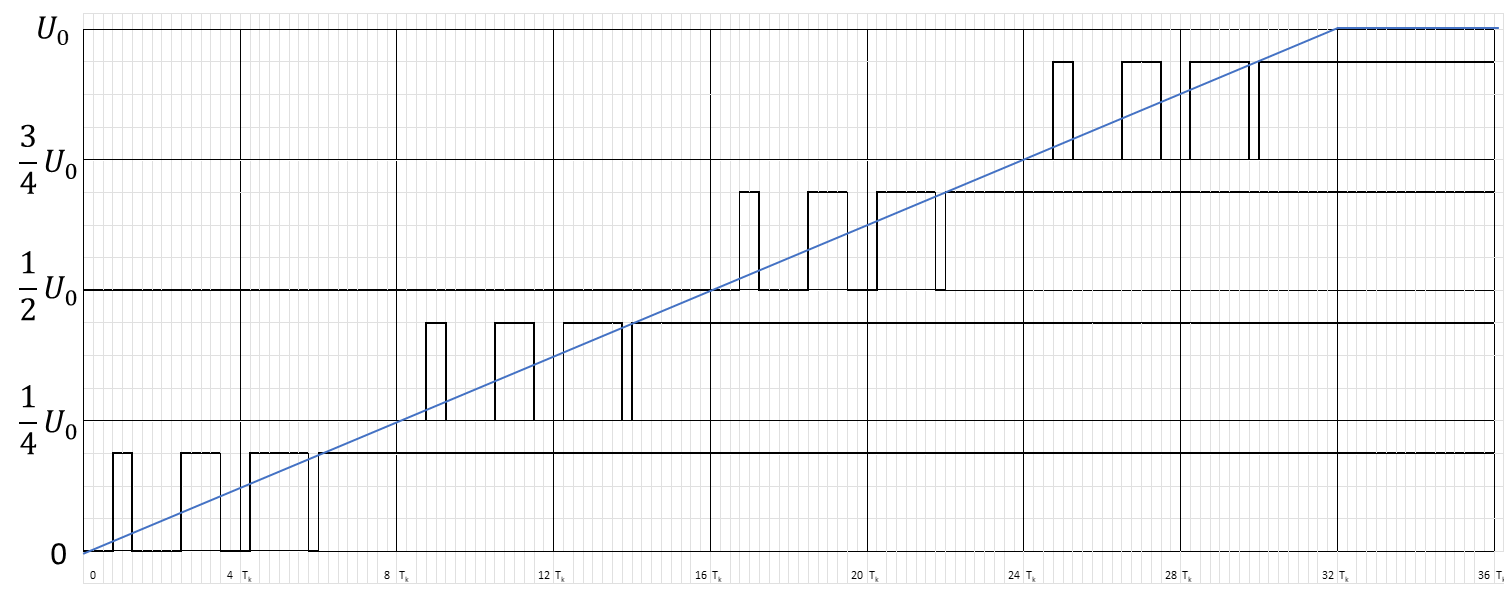 U₀
3/4 U₀
1/2 U₀
1/4 U₀
0
0 4 Tₖ 8 Tₖ 12 Tₖ 16 Tₖ 20 Tₖ 24 Tₖ 28 Tₖ 32 Tₖ 36 Tₖ